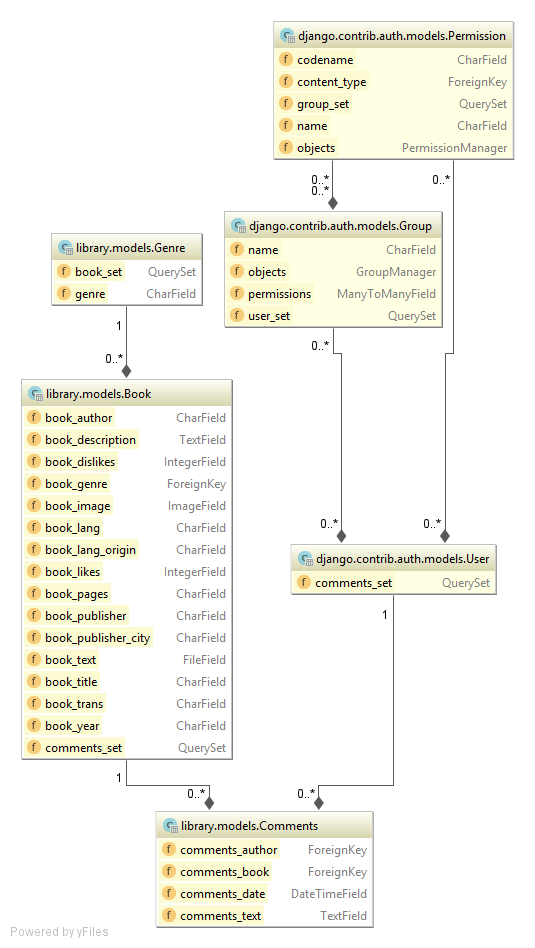 django.contrib.auth.models.Permission
codename CharField
content_type ForeignKey
group_set QuerySet
name CharField
objects PermissionManager
0..*
0..*
0..*
django.contrib.auth.models.Group
name CharField
objects GroupManager
permissions ManyToManyField
user_set QuerySet
library.models.Genre
book_set QuerySet
genre CharField
1
0..*
0..*
library.models.Book
book_author CharField
book_description TextField
book_dislikes IntegerField
book_genre ForeignKey
book_image ImageField
book_lang CharField
book_lang_origin CharField
book_likes IntegerField
book_pages CharField
book_publisher CharField
book_publisher_city CharField
book_text FileField
book_title CharField
book_trans CharField
book_year CharField
comments_set QuerySet
0..*
0..*
django.contrib.auth.models.User
comments_set QuerySet
1
1
0..*
0..*
library.models.Comments
comments_author ForeignKey
comments_book ForeignKey
comments_date DateTimeField
comments_text TextField
Powered by yFiles